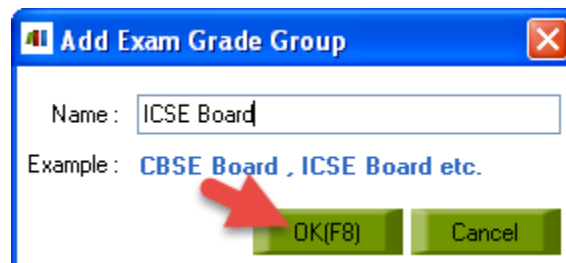 Add Exam Grade Group
Name : ICSE Board
Example : CBSE Board , ICSE Board etc.
OK(F8) Cancel